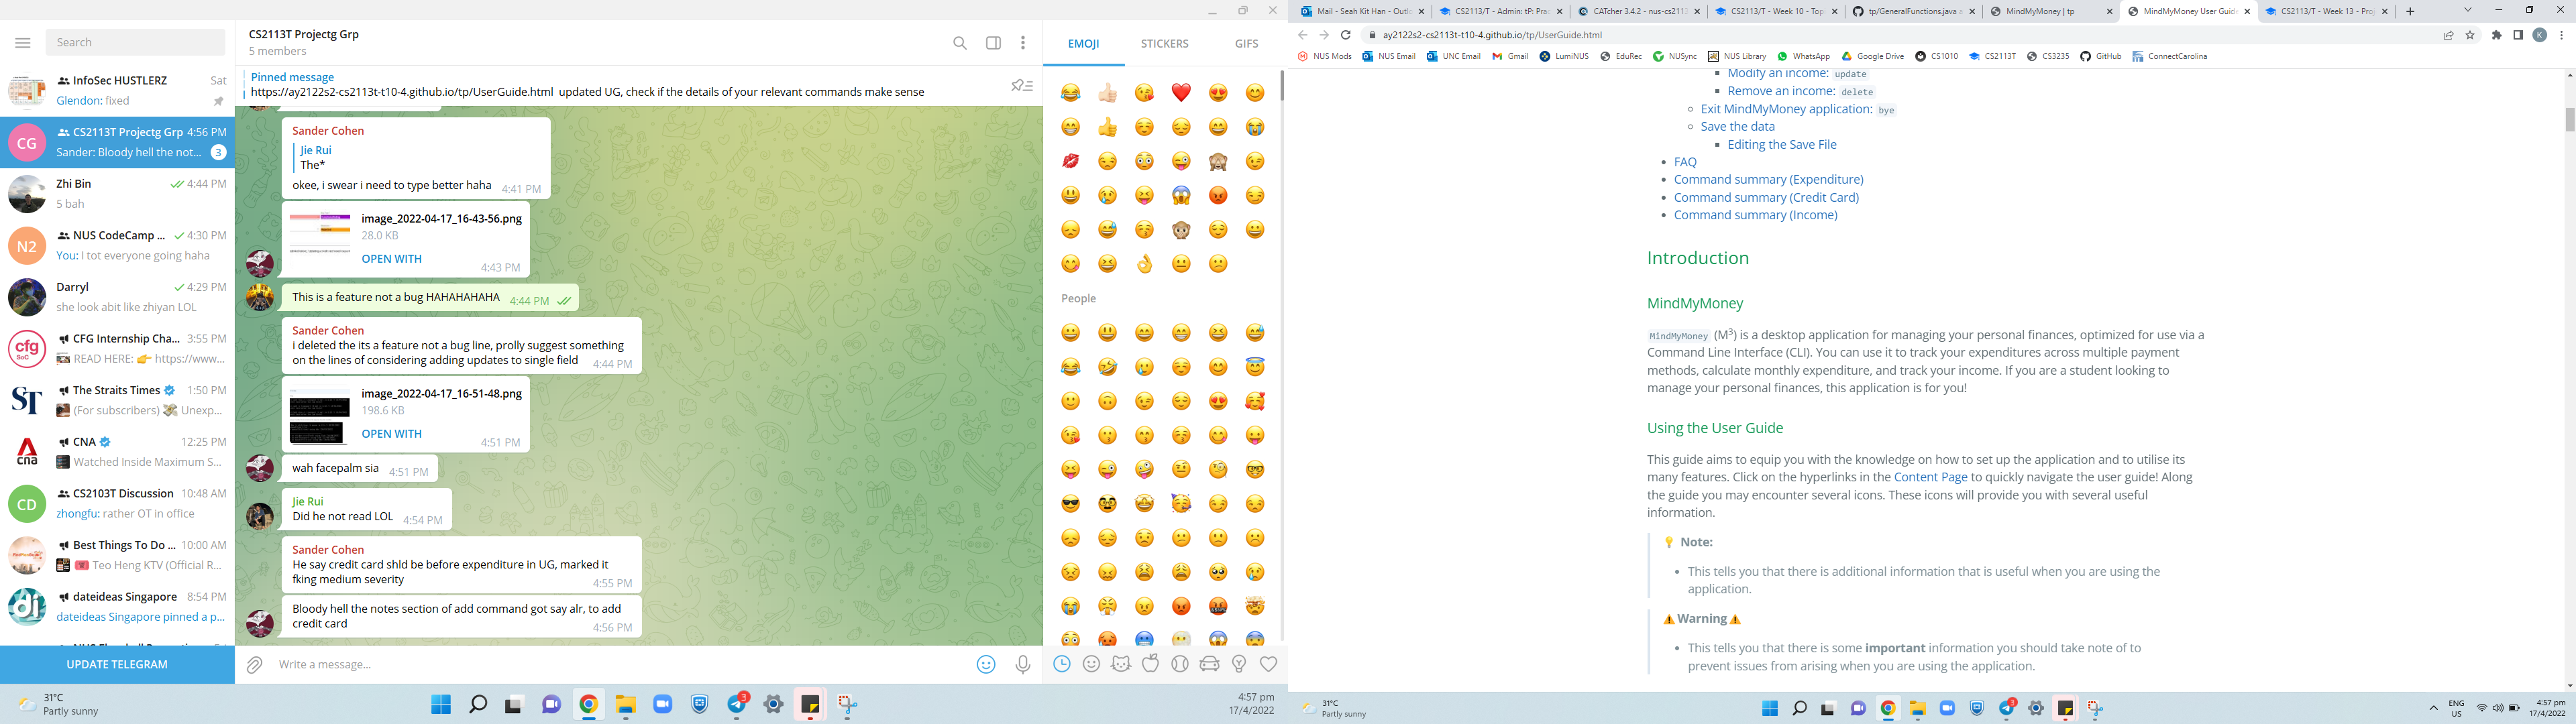 Search
InfoSec HUSTLERZ Sat
Glendon: fixed
CG
CS2113T Projectg Grp 4:56 PM
Sander: Bloody hell the not... 3
Zhi Bin 4:44 PM
5 bah
N2
NUS CodeCamp ... 4:30 PM
You: I tot everyone going haha
Darryl 4:29 PM
she look abit like zhiyan LOL
cfg
SoC
CFG Internship Cha... 3:55 PM
READ HERE: 👉 https://www...
ST
The Straits Times 1:50 PM
(For subscribers) 💸 Unexp...
cna
CNA 12:25 PM
Watched Inside Maximum S...
CD
CS2103T Discussion 10:48 AM
zhongfu: rather OT in office
Best Things To Do ... 10:00 AM
Teo Heng KTV (Official R...
di
dateideas Singapore 8:54 PM
dateideas Singapore pinned a p...
UPDATE TELEGRAM
CS2113T Projectg Grp
5 members
Pinned message
https://ay2122s2-cs2113t-t10-4.github.io/tp/UserGuide.html updated UG, check if the details of your relevant commands make sense
Sander Cohen
Jie Rui
The*
okee, i swear i need to type better haha 4:41 PM
image_2022-04-17_16-43-56.png
28.0 KB
OPEN WITH
4:43 PM
This is a feature not a bug HAHAHAHAHA 4:44 PM
Sander Cohen
i deleted the its a feature not a bug line, prolly suggest something
on the lines of considering adding updates to single field
4:44 PM
image_2022-04-17_16-51-48.png
198.6 KB
OPEN WITH
4:51 PM
wah facepalm sia 4:51 PM
Jie Rui
Did he not read LOL 4:54 PM
Sander Cohen
He say credit card shld be before expenditure in UG, marked it
fking medium severity
4:55 PM
Bloody hell the notes section of add command got say alr, to add
credit card
4:56 PM
Write a message...
EMOJI STICKERS GIFS
People
31°C
Partly sunny
3
4:57 pm
17/4/2022
Mail - Seah Kit Han - Outlo
CS2113/T - Admin: tP: Prac
CATcher 3.4.2 - nus-cs2113
CS2113/T - Week 10 - Topi
tp/GeneralFunctions.java a
MindMyMoney | tp
MindMyMoney User Guid
CS2113/T - Week 13 - Proj
ay2122s2-cs2113t-t10-4.github.io/tp/UserGuide.html
K
NUS Mods NUS Email UNC Email Gmail LumiNUS EduRec NUSync NUS Library WhatsApp Google Drive CS1010 CS2113T CS3235 GitHub ConnectCarolina
Modify an income: update
Remove an income: delete
Exit MindMyMoney application: bye
Save the data
Editing the Save File
FAQ
Command summary (Expenditure)
Command summary (Credit Card)
Command summary (Income)
Introduction
MindMyMoney
MindMyMoney (M³) is a desktop application for managing your personal finances, optimized for use via a
Command Line Interface (CLI). You can use it to track your expenditures across multiple payment
methods, calculate monthly expenditure, and track your income. If you are a student looking to
manage your personal finances, this application is for you!
Using the User Guide
This guide aims to equip you with the knowledge on how to set up the application and to utilise its
many features. Click on the hyperlinks in the Content Page to quickly navigate the user guide! Along
the guide you may encounter several icons. These icons will provide you with several useful
information.
💡 Note:
This tells you that there is additional information that is useful when you are using the
application.
⚠️Warning⚠️
This tells you that there is some important information you should take note of to
prevent issues from arising when you are using the application.
31°C
Partly sunny
3
ENG
US
4:57 pm
17/4/2022